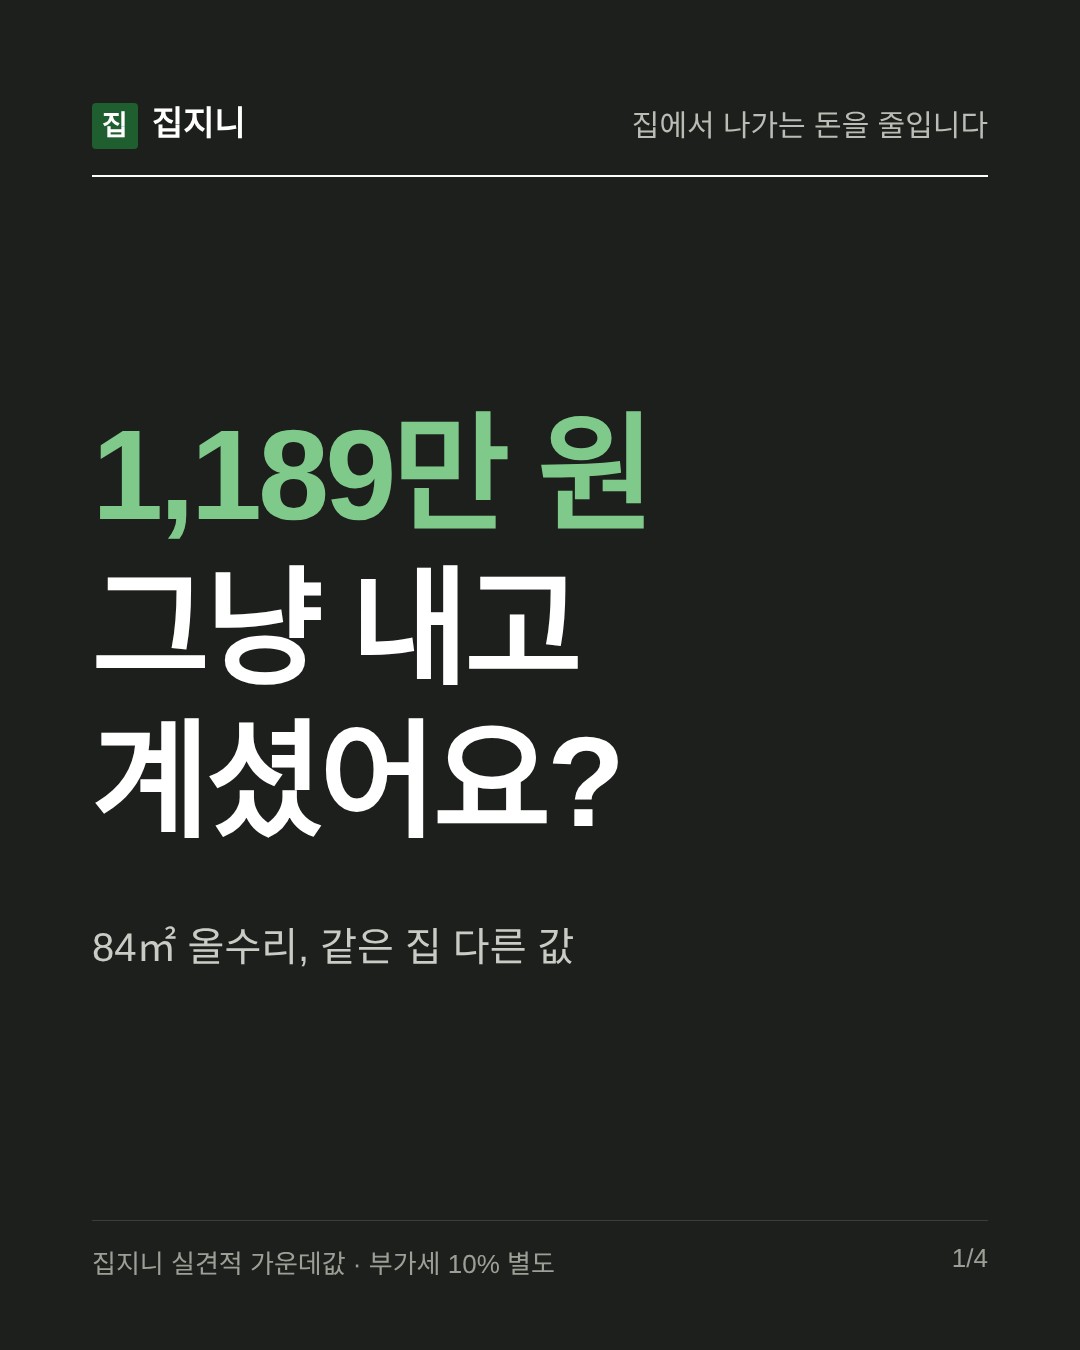 집 집지니
집에서 나가는 돈을 줄입니다
1,189만 원
그냥 내고
계셨어요?
84㎡ 올수리, 같은 집 다른 값
집지니 실견적 가운데값 · 부가세 10% 별도
1/4